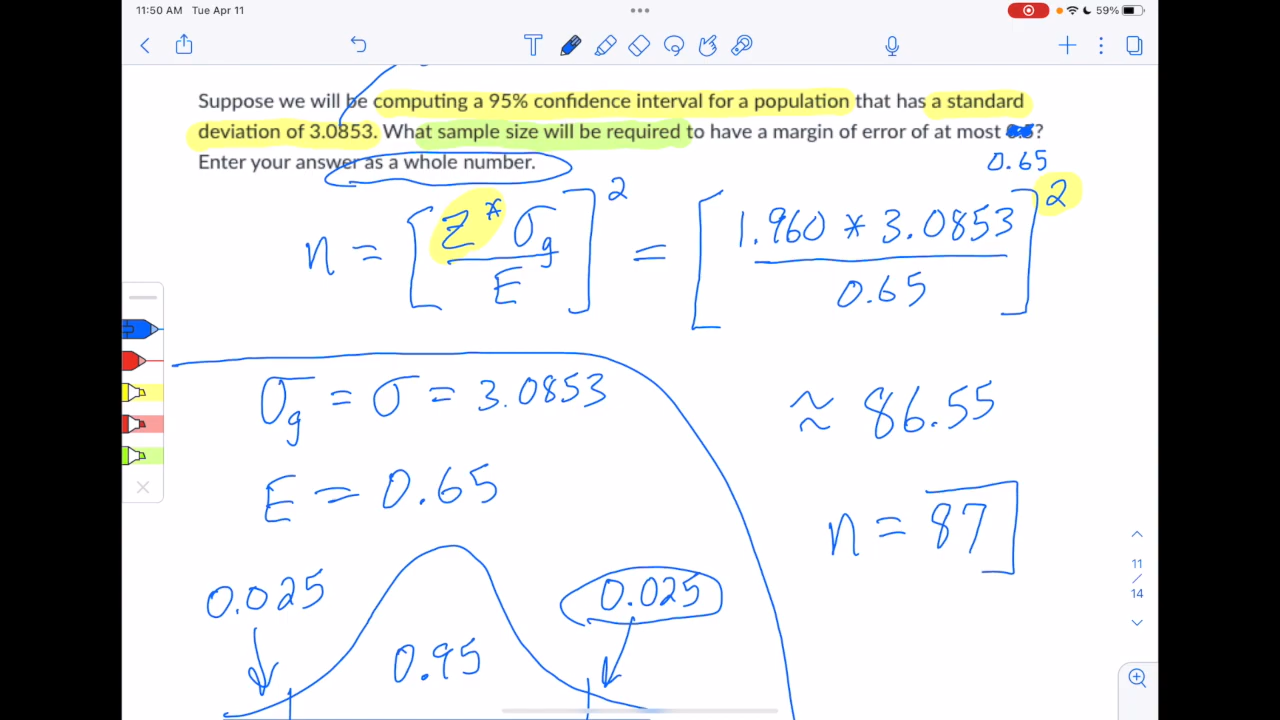 11:50 AM Tue Apr 11
59%
Suppose we will be computing a 95% confidence interval for a population that has a standard
deviation of 3.0853. What sample size will be required to have a margin of error of at most ?
0.65
Enter your answer as a whole number.
n = [ Z* σg / E ]² = [ 1.960 * 3.0853 / 0.65 ]²
σg = σ = 3.0853
≈ 86.55
E = 0.65
n = 87
0.025
0.025
0.95
11
/
14